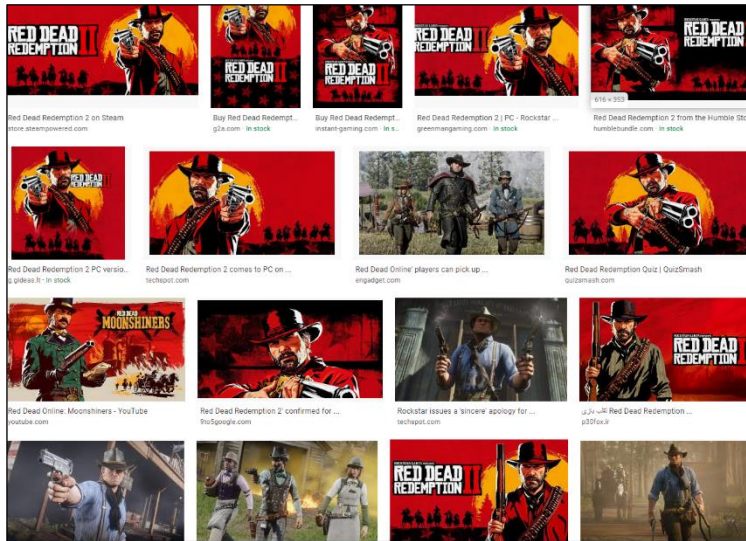 RED DEAD
REDEMPTION II
RED DEAD
REDEMPTION II
RED DEAD
REDEMPTION II
RED DEAD
REDEMPTION II
RED DEAD
REDEMPTION II
616 × 353
Red Dead Redemption 2 on Steam
store.steampowered.com
Buy Red Dead Redempt...
g2a.com · In stock
Buy Red Dead Redempt...
instant-gaming.com · In s...
Red Dead Redemption 2 | PC - Rockstar ...
greenmangaming.com · In stock
Red Dead Redemption 2 from the Humble Sto
humblebundle.com · In stock
RED DEAD
REDEMPTION II
Red Dead Redemption 2 PC versio...
g.gideas.lt · In stock
Red Dead Redemption 2 comes to PC on ...
techspot.com
Red Dead Online' players can pick up ...
engadget.com
Red Dead Redemption Quiz | QuizSmash
quizsmash.com
RED DEAD
MOONSHINERS
RED DEAD
REDEMPTION
Red Dead Online: Moonshiners - YouTube
youtube.com
Red Dead Redemption 2' confirmed for ...
9to5google.com
Rockstar issues a 'sincere' apology for ...
techspot.com
Red Dead Redemption ...
p30fox.ir
RED DEAD
REDEMPTION II